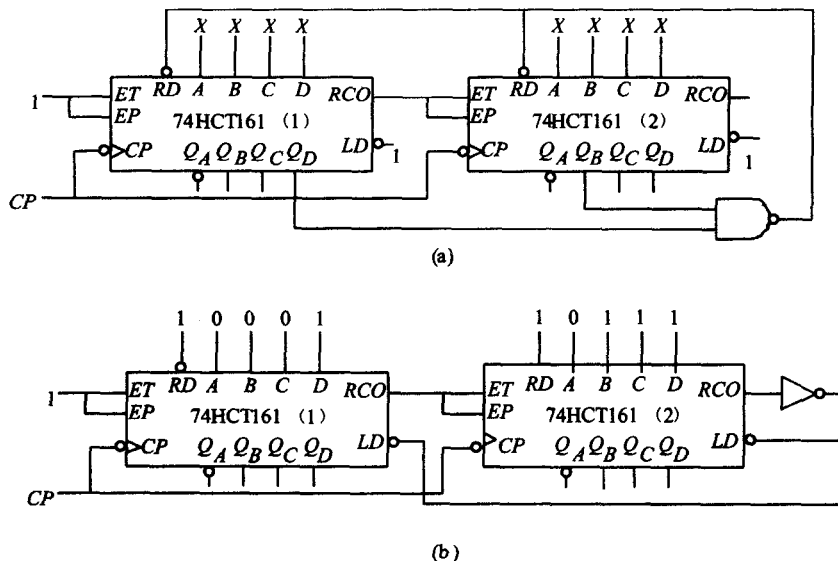 X X X X X X X X
1 ET RD A B C D RCO ET RD A B C D RCO
EP 74HCT161 (1) EP 74HCT161 (2)
CP Q_A Q_B Q_C Q_D LD 1 CP Q_A Q_B Q_C Q_D LD 1
CP
(a)
1 0 0 0 1 1 0 1 1 1
1 ET RD A B C D RCO ET RD A B C D RCO
EP 74HCT161 (1) EP 74HCT161 (2)
CP Q_A Q_B Q_C Q_D LD CP Q_A Q_B Q_C Q_D LD
CP
(b)